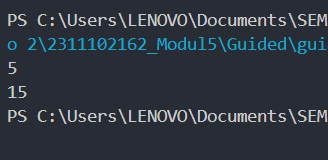 PS C:\Users\LENOVO\Documents\SEM
o 2\2311102162_Modul5\Guided\gui
5
15
PS C:\Users\LENOVO\Documents\SEM